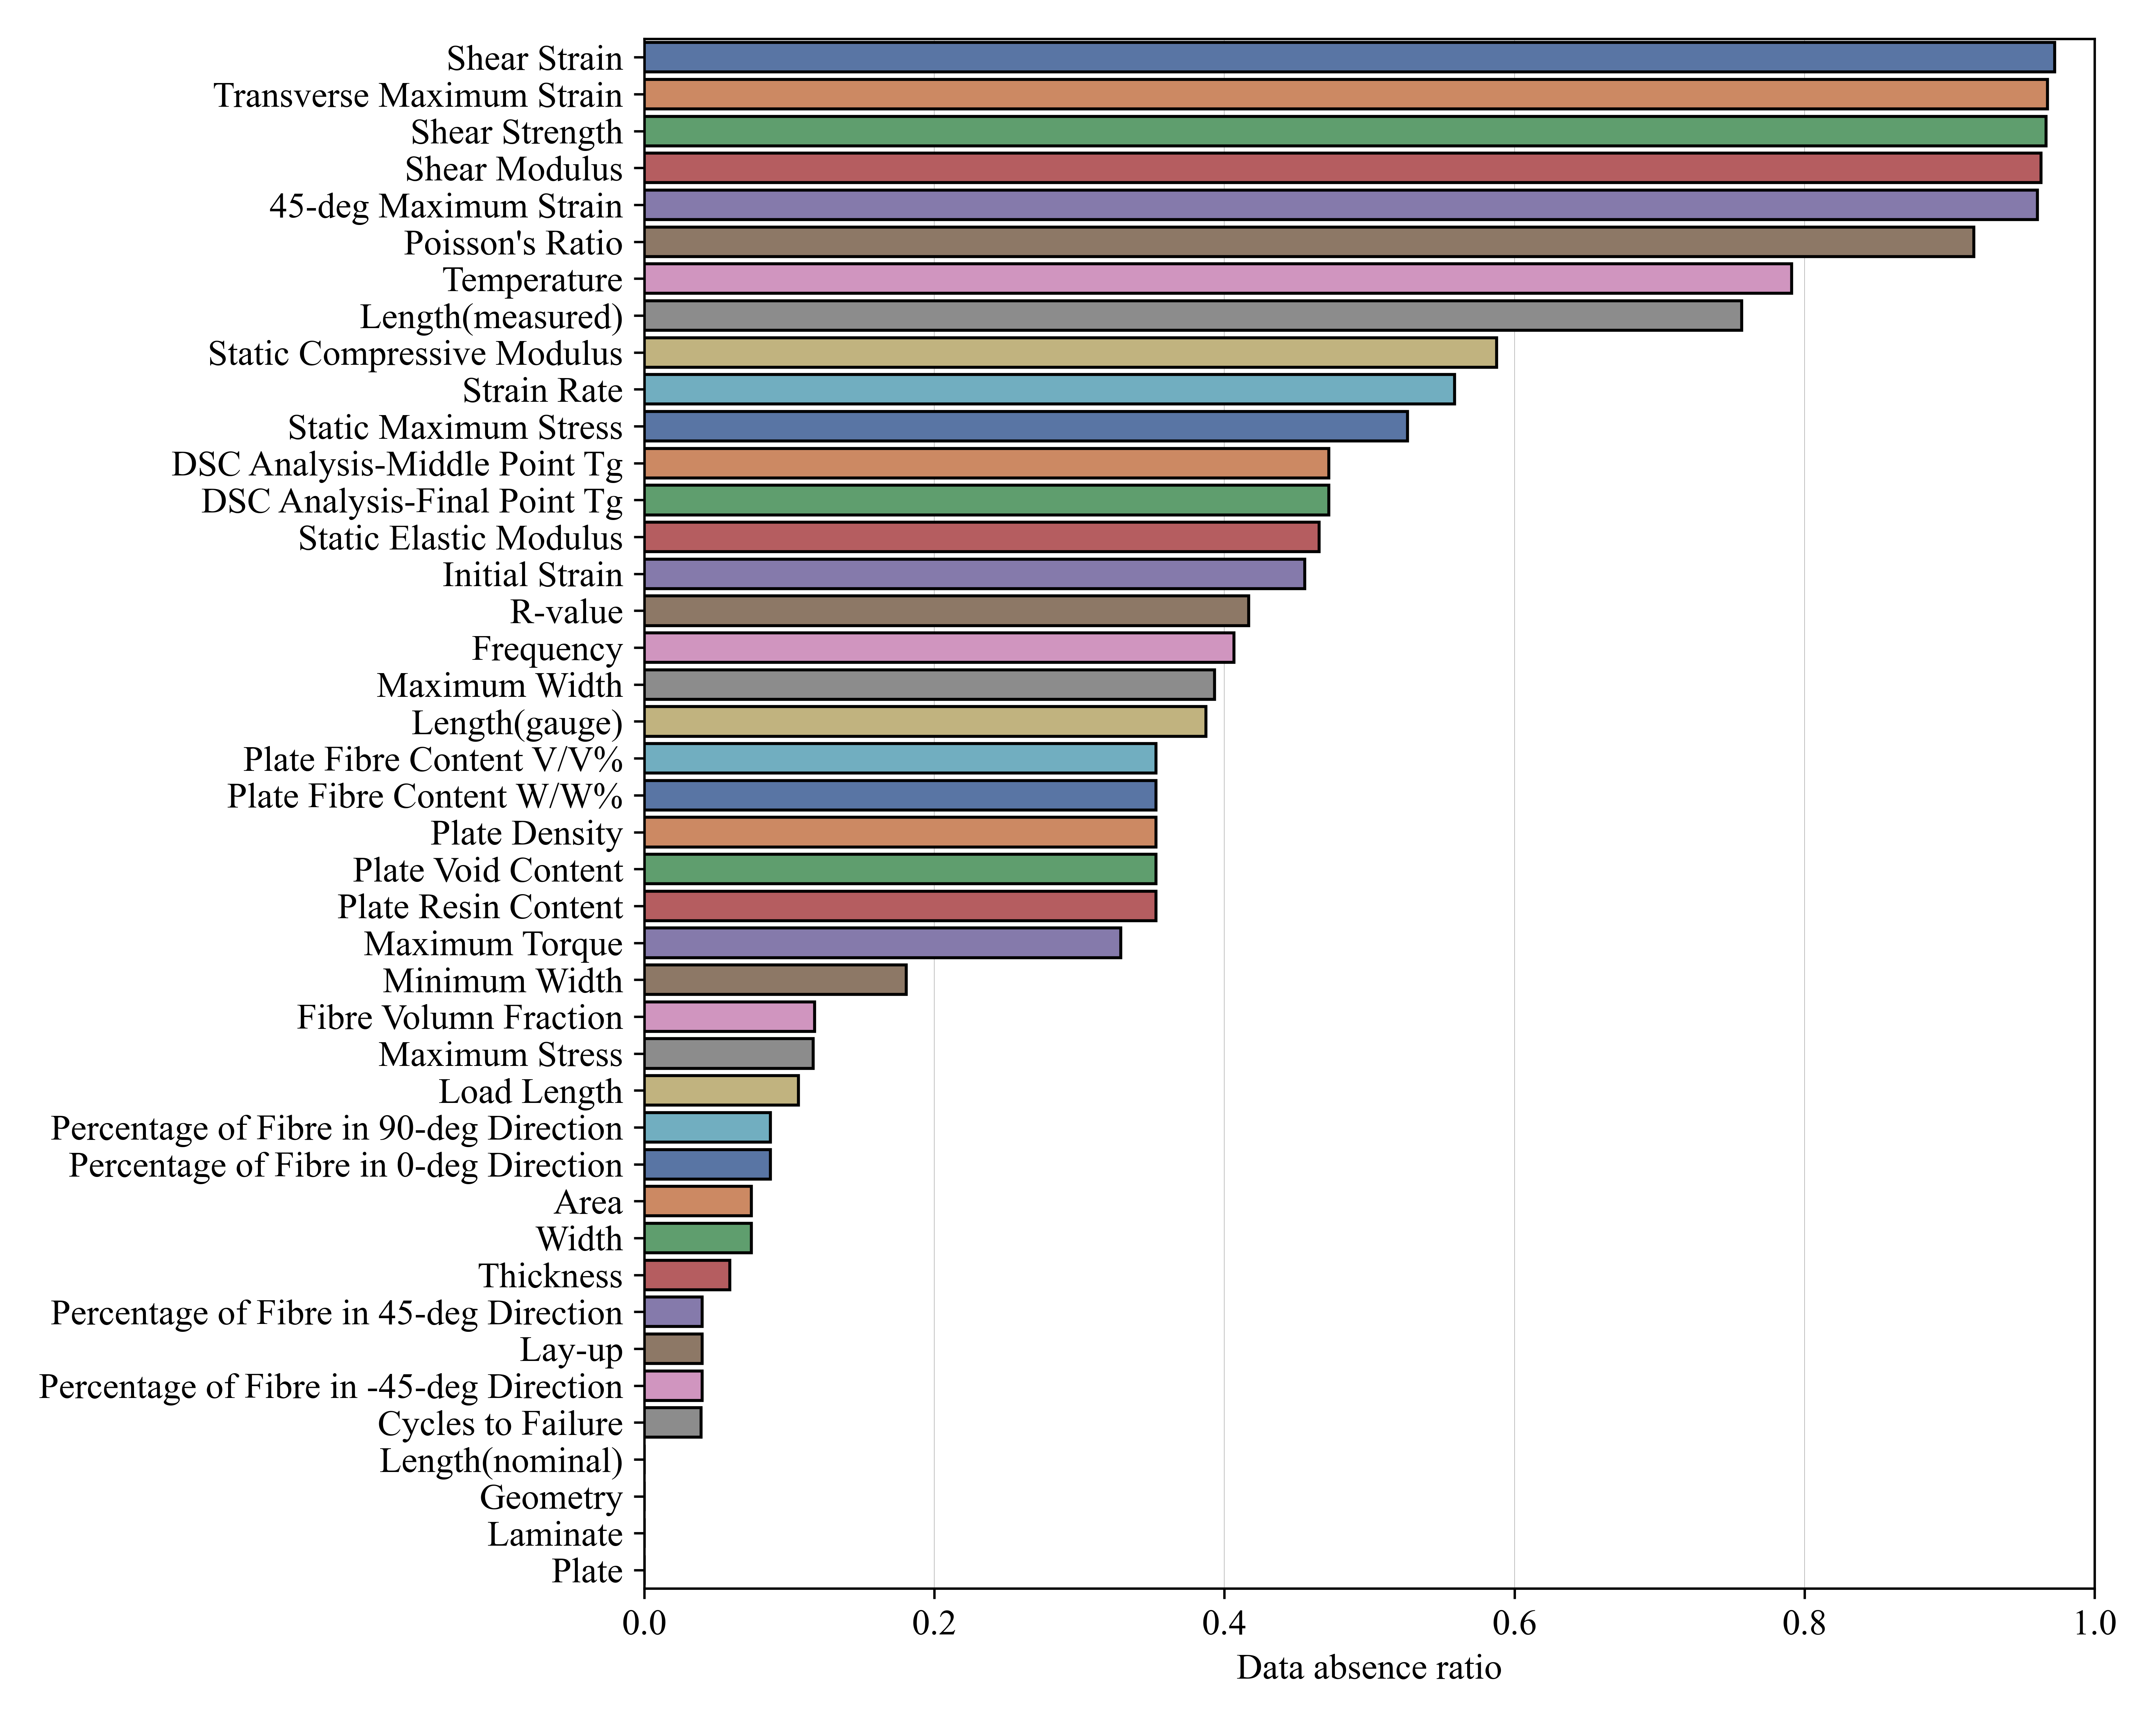 Shear Strain
Transverse Maximum Strain
Shear Strength
Shear Modulus
45-deg Maximum Strain
Poisson's Ratio
Temperature
Length(measured)
Static Compressive Modulus
Strain Rate
Static Maximum Stress
DSC Analysis-Middle Point Tg
DSC Analysis-Final Point Tg
Static Elastic Modulus
Initial Strain
R-value
Frequency
Maximum Width
Length(gauge)
Plate Fibre Content V/V%
Plate Fibre Content W/W%
Plate Density
Plate Void Content
Plate Resin Content
Maximum Torque
Minimum Width
Fibre Volumn Fraction
Maximum Stress
Load Length
Percentage of Fibre in 90-deg Direction
Percentage of Fibre in 0-deg Direction
Area
Width
Thickness
Percentage of Fibre in 45-deg Direction
Lay-up
Percentage of Fibre in -45-deg Direction
Cycles to Failure
Length(nominal)
Geometry
Laminate
Plate
0.0 0.2 0.4 0.6 0.8 1.0
Data absence ratio